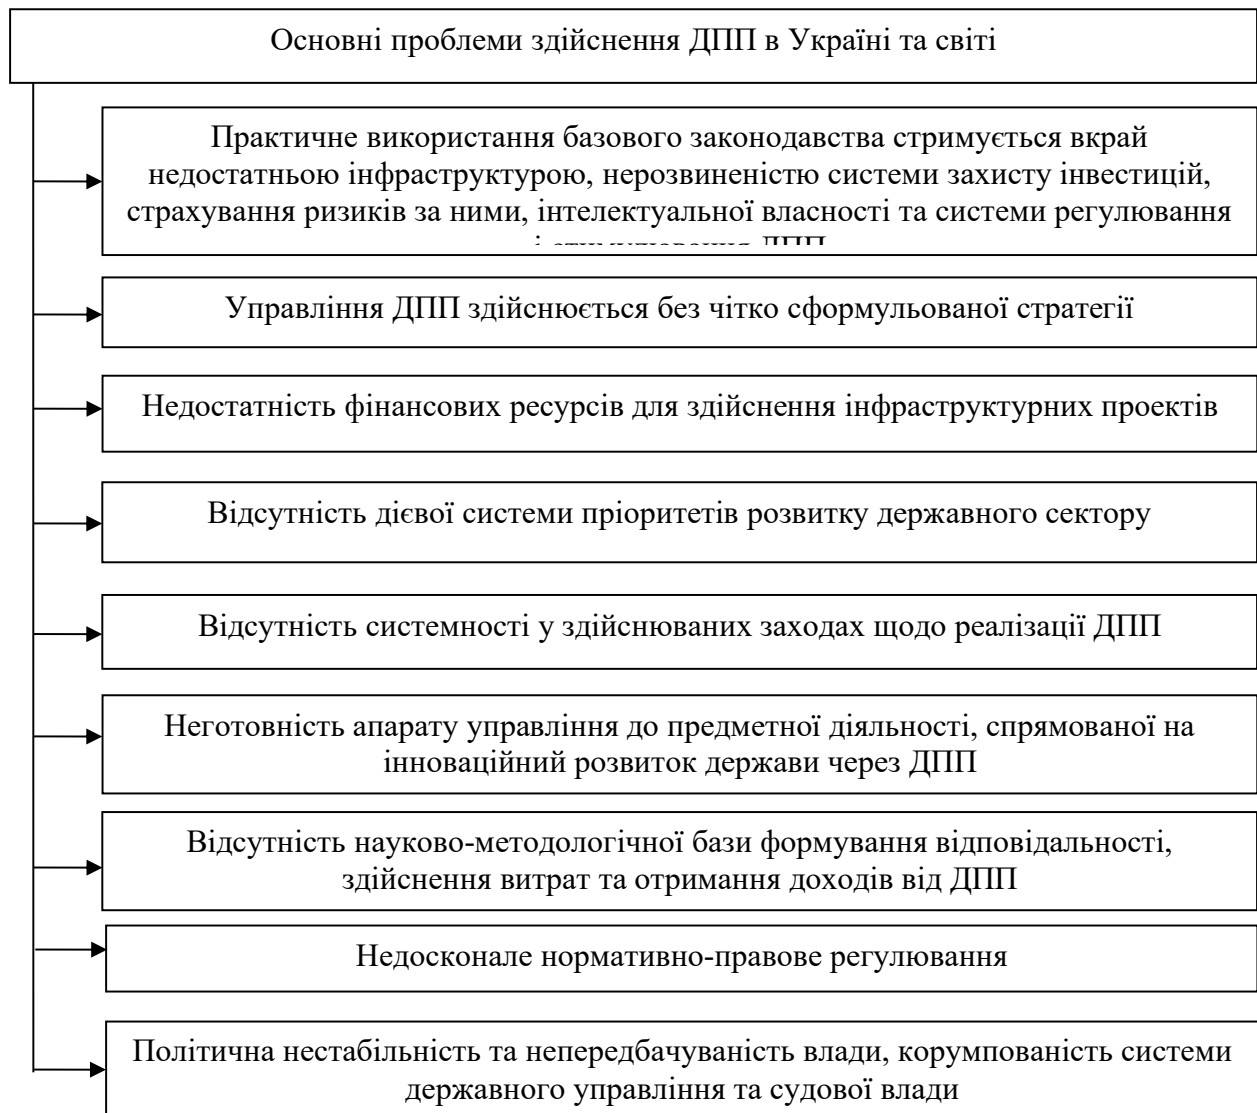 Основні проблеми здійснення ДПП в Україні та світі
Практичне використання базового законодавства стримується вкрай
недостатньою інфраструктурою, нерозвиненістю системи захисту інвестицій,
страхування ризиків за ними, інтелектуальної власності та системи регулювання
і стимулювання ДПП
Управління ДПП здійснюється без чітко сформульованої стратегії
Недостатність фінансових ресурсів для здійснення інфраструктурних проектів
Відсутність дієвої системи пріоритетів розвитку державного сектору
Відсутність системності у здійснюваних заходах щодо реалізації ДПП
Неготовність апарату управління до предметної діяльності, спрямованої на
інноваційний розвиток держави через ДПП
Відсутність науково-методологічної бази формування відповідальності,
здійснення витрат та отримання доходів від ДПП
Недосконале нормативно-правове регулювання
Політична нестабільність та непередбачуваність влади, корумпованість системи
державного управління та судової влади